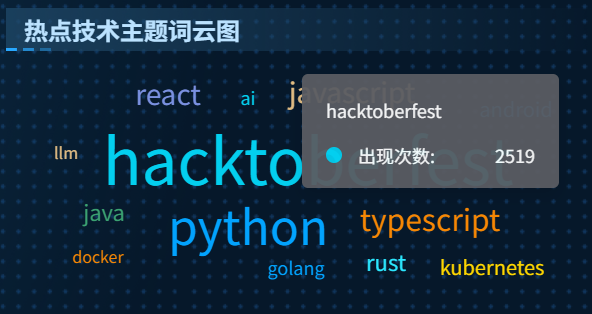 热点技术主题词云图
react
ai
javascript
android
hacktoberfest
出现次数: 2519
llm
hacktoberfest
java
python
typescript
docker
golang
rust
kubernetes